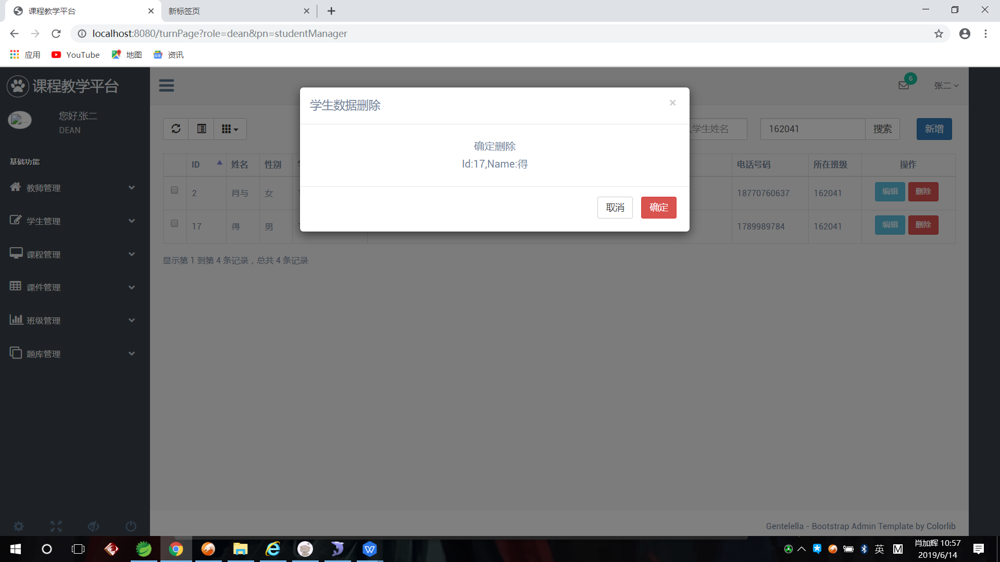 课程教学平台
新标签页
localhost:8080/turnPage?role=dean&pn=studentManager
应用
YouTube
地图
资讯
课程教学平台
您好,张二
DEAN
基础功能
教师管理
学生管理
课程管理
课件管理
班级管理
题库管理
6
张二
学生姓名
162041
搜索
新增
ID 姓名 性别 电话号码 所在班级 操作
2 肖与 女 18770760637 162041 编辑 删除
17 得 男 1789989784 162041 编辑 删除
显示第 1 到第 4 条记录，总共 4 条记录
学生数据删除
×
确定删除
Id:17,Name:得
取消
确定
Gentelella - Bootstrap Admin Template by Colorlib
英
M
肖加辉 10:57
2019/6/14